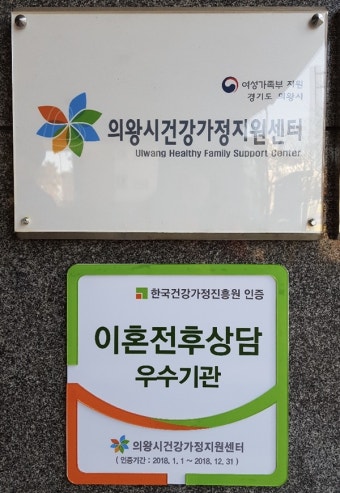 여성가족부 지원
경기도 의왕시
의왕시건강가정지원센터
Uiwang Healthy Family Support Center
한국건강가정진흥원 인증
이혼전후상담
우수기관
의왕시건강가정지원센터
( 인증기간 : 2018. 1. 1 ~ 2018. 12. 31 )